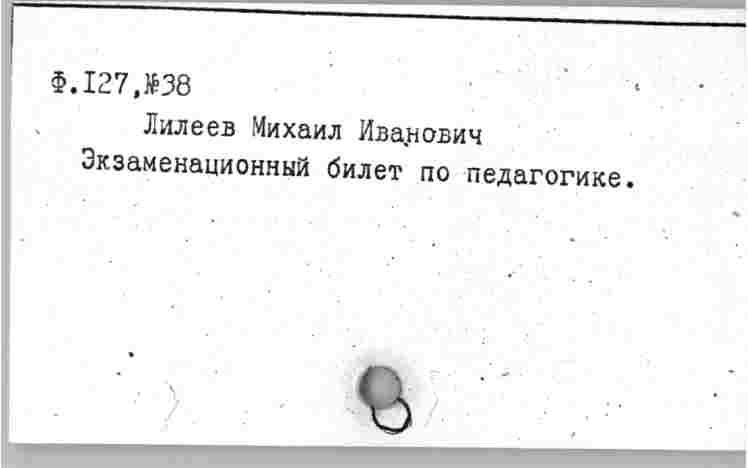 Ф.I27,№38
Лилеев Михаил Иванович
Экзаменационный билет по педагогике.